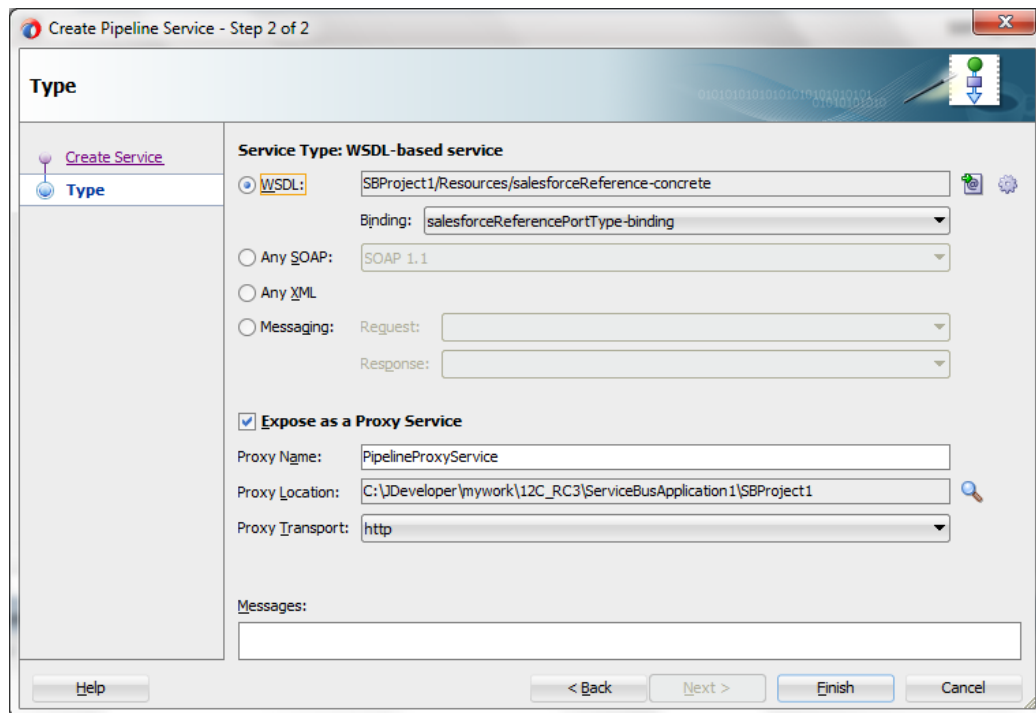 Create Pipeline Service - Step 2 of 2
Type
Create Service
Type
Service Type: WSDL-based service
WSDL: SBProject1/Resources/salesforceReference-concrete
Binding: salesforceReferencePortType-binding
Any SOAP: SOAP 1.1
Any XML
Messaging: Request:
Response:
Expose as a Proxy Service
Proxy Name: PipelineProxyService
Proxy Location: C:\JDeveloper\mywork\12C_RC3\ServiceBusApplication1\SBProject1
Proxy Transport: http
Messages:
Help < Back Next > Finish Cancel